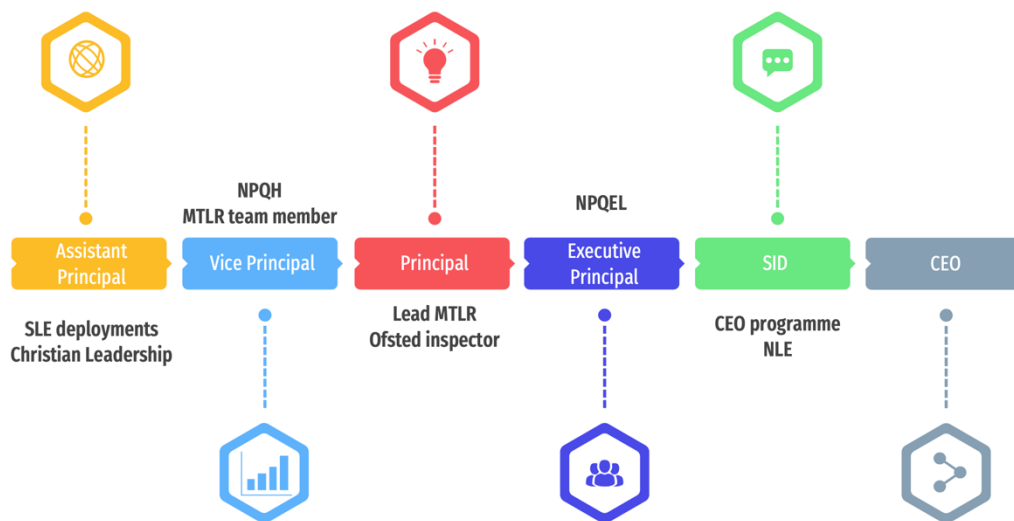 NPQH
MTLR team member
NPQEL
Assistant
Principal
Vice Principal
Principal
Executive
Principal
SID
CEO
SLE deployments
Christian Leadership
Lead MTLR
Ofsted inspector
CEO programme
NLE